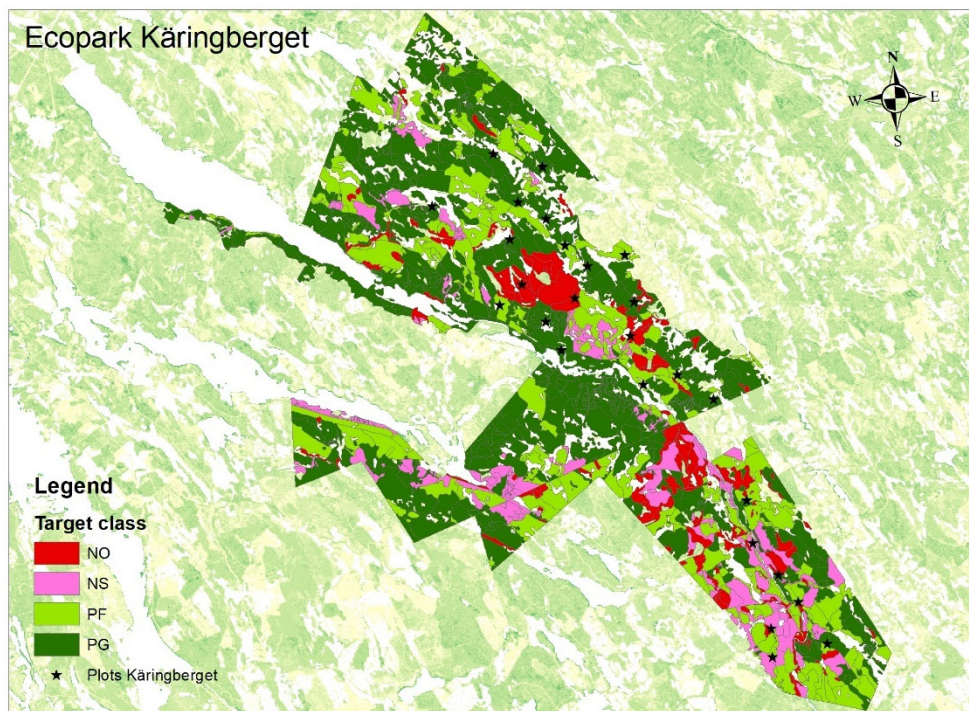 Ecopark Käringberget
N
W E
S
Legend
Target class
NO
NS
PF
PG
Plots Käringberget